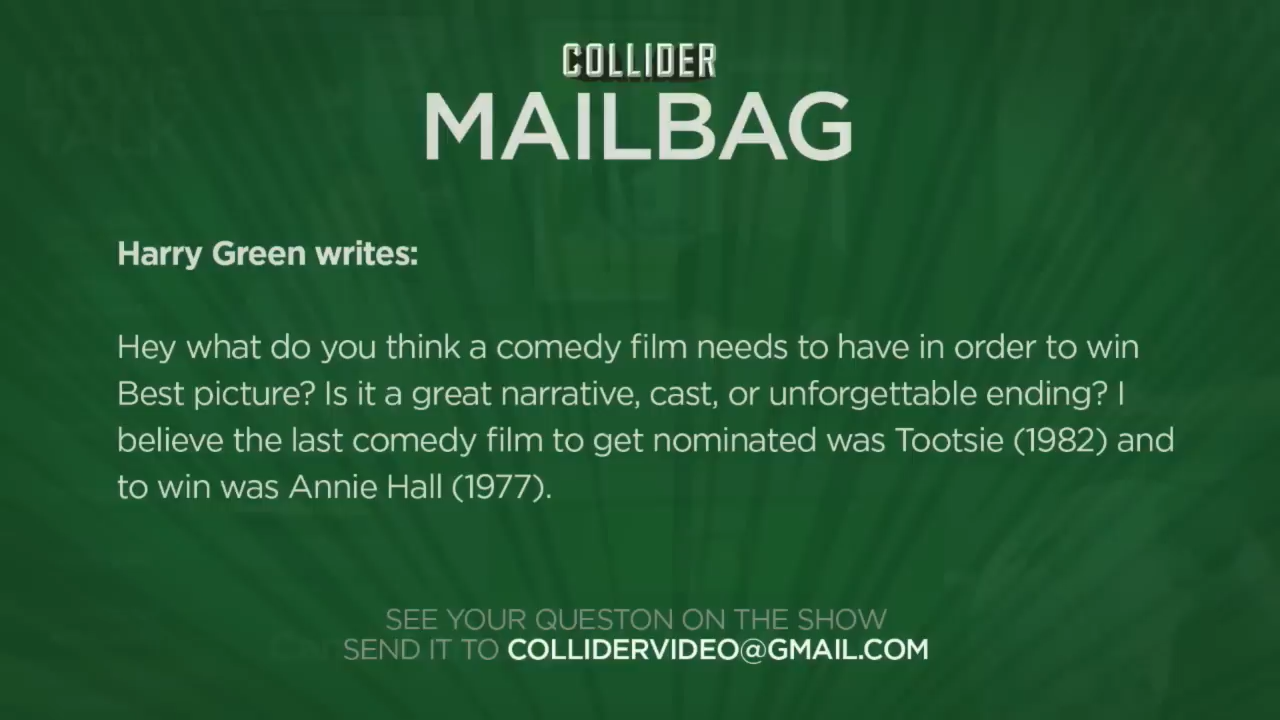 COLLIDER
MAILBAG
Harry Green writes:
Hey what do you think a comedy film needs to have in order to win
Best picture? Is it a great narrative, cast, or unforgettable ending? I
believe the last comedy film to get nominated was Tootsie (1982) and
to win was Annie Hall (1977).
SEE YOUR QUESTON ON THE SHOW
SEND IT TO COLLIDERVIDEO@GMAIL.COM